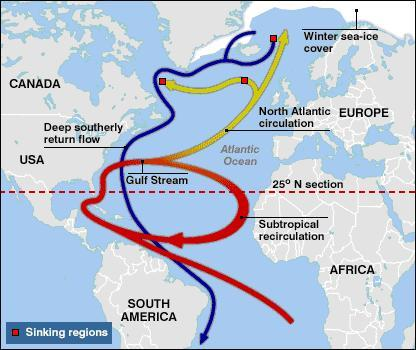 Winter sea-ice
cover
CANADA
North Atlantic
circulation
EUROPE
Deep southerly
return flow
Atlantic
Ocean
USA
Gulf Stream
25° N section
Subtropical
recirculation
AFRICA
SOUTH
AMERICA
Sinking regions